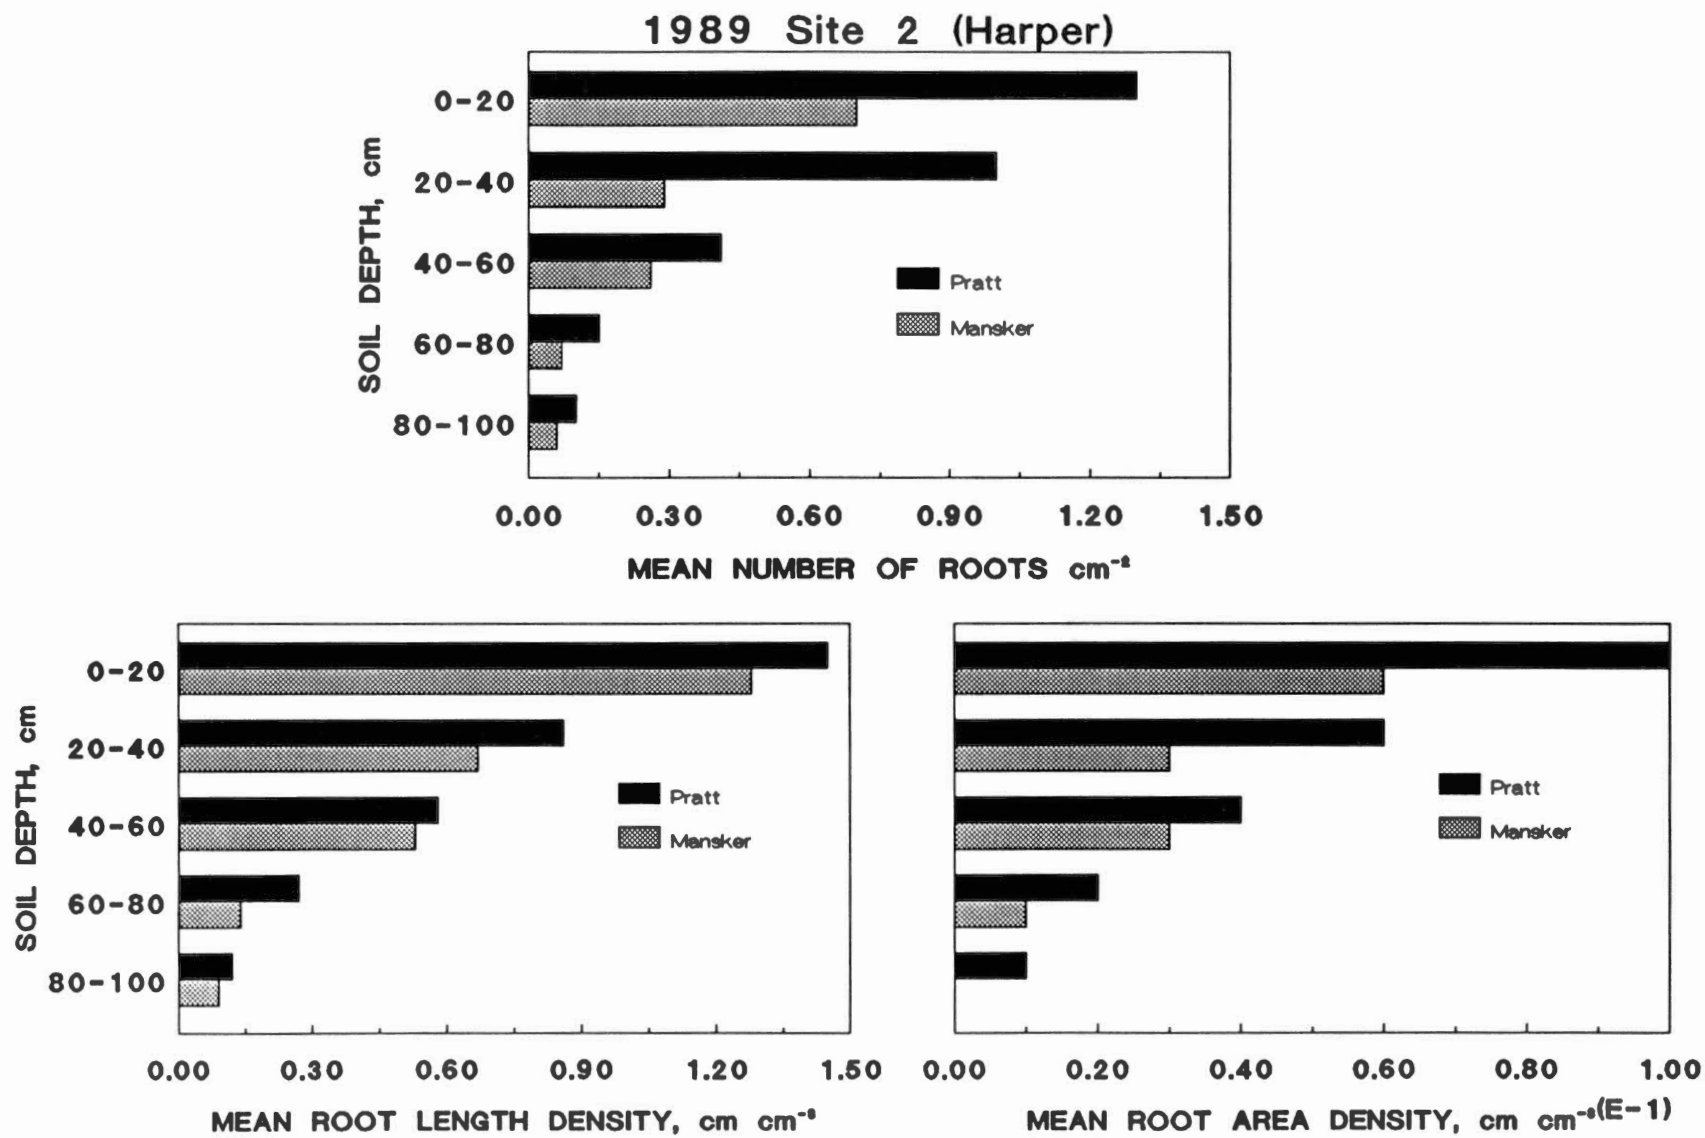 1989 Site 2 (Harper)
SOIL DEPTH, cm
0-20
20-40
40-60
60-80
80-100
Pratt
Mansker
0.00 0.30 0.60 0.90 1.20 1.50
MEAN NUMBER OF ROOTS cm⁻²
SOIL DEPTH, cm
0-20
20-40
40-60
60-80
80-100
Pratt
Mansker
0.00 0.30 0.60 0.90 1.20 1.50
MEAN ROOT LENGTH DENSITY, cm cm⁻³
Pratt
Mansker
0.00 0.20 0.40 0.60 0.80 1.00
MEAN ROOT AREA DENSITY, cm cm⁻³(E-1)